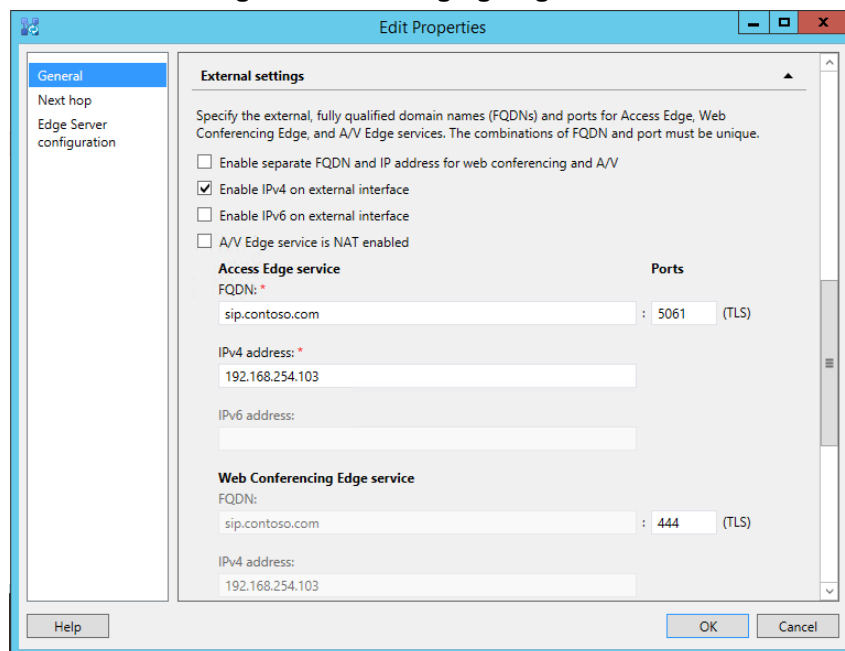 Edit Properties
General
Next hop
Edge Server
configuration
External settings
Specify the external, fully qualified domain names (FQDNs) and ports for Access Edge, Web
Conferencing Edge, and A/V Edge services. The combinations of FQDN and port must be unique.
Enable separate FQDN and IP address for web conferencing and A/V
Enable IPv4 on external interface
Enable IPv6 on external interface
A/V Edge service is NAT enabled
Access Edge service Ports
FQDN: *
sip.contoso.com : 5061 (TLS)
IPv4 address: *
192.168.254.103
IPv6 address:
Web Conferencing Edge service
FQDN:
sip.contoso.com : 444 (TLS)
IPv4 address:
192.168.254.103
Help OK Cancel